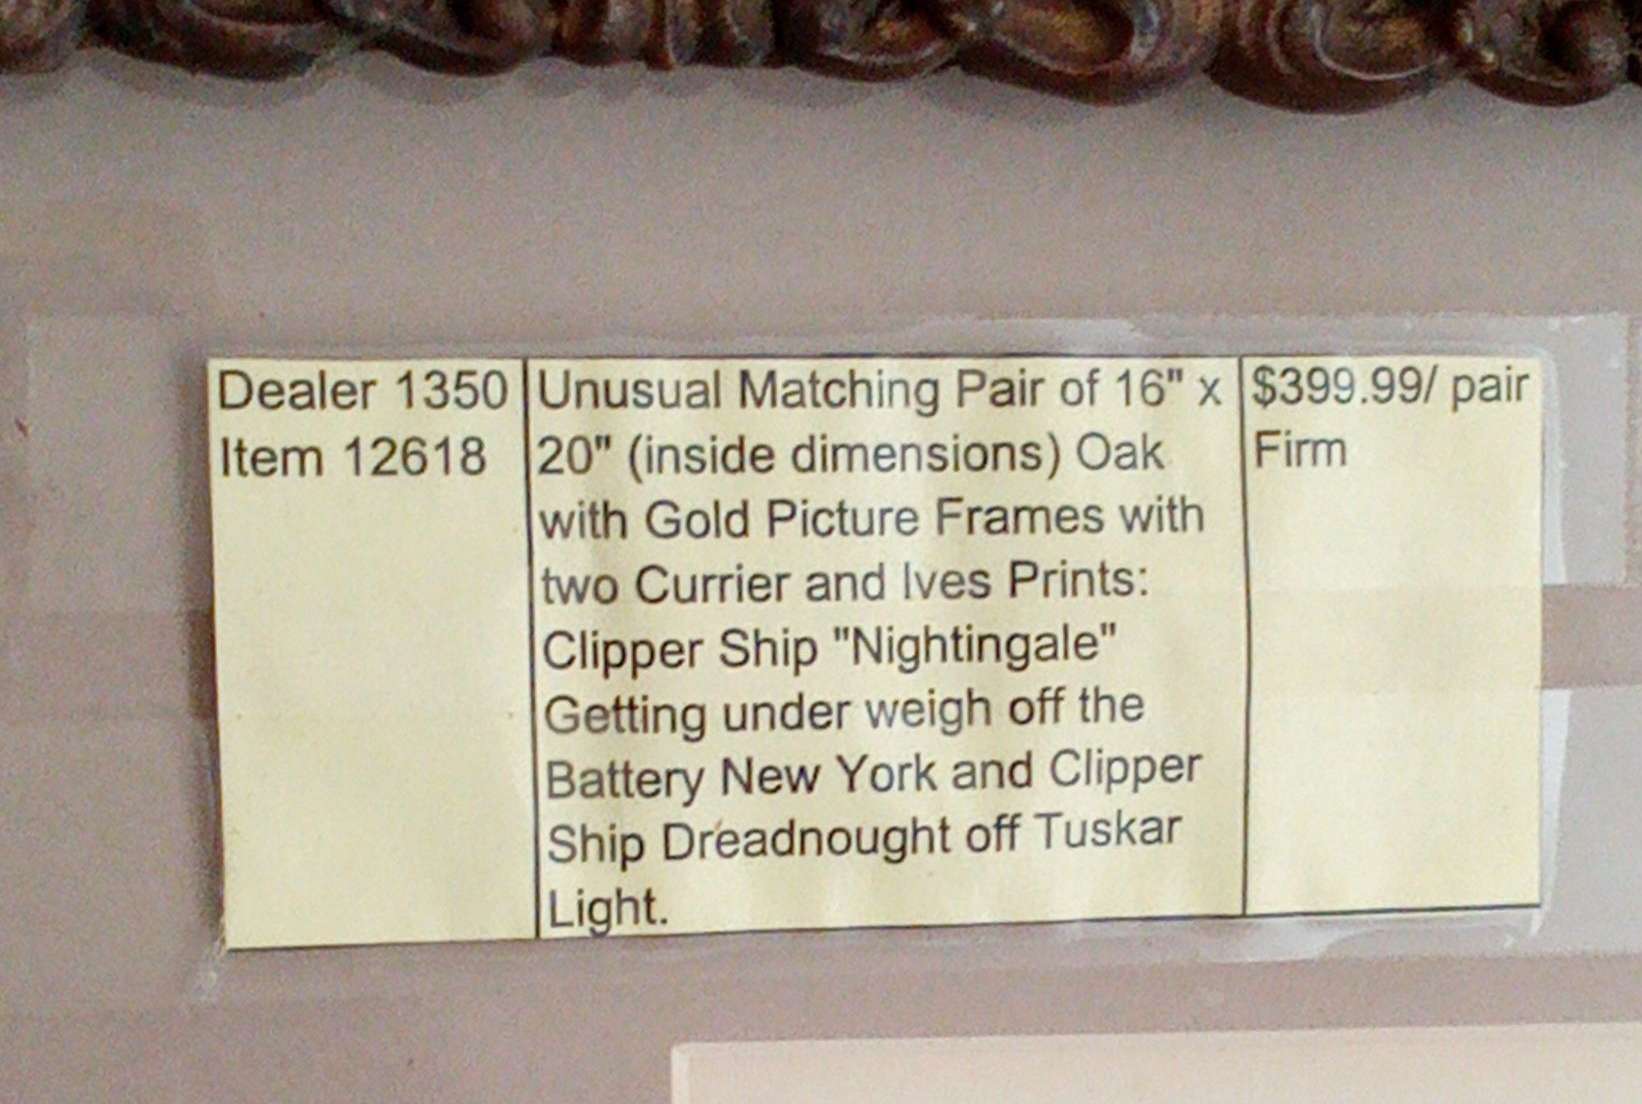 Dealer 1350
Item 12618
Unusual Matching Pair of 16" x
20" (inside dimensions) Oak
with Gold Picture Frames with
two Currier and Ives Prints:
Clipper Ship "Nightingale"
Getting under weigh off the
Battery New York and Clipper
Ship Dreadnought off Tuskar
Light.
$399.99/ pair
Firm